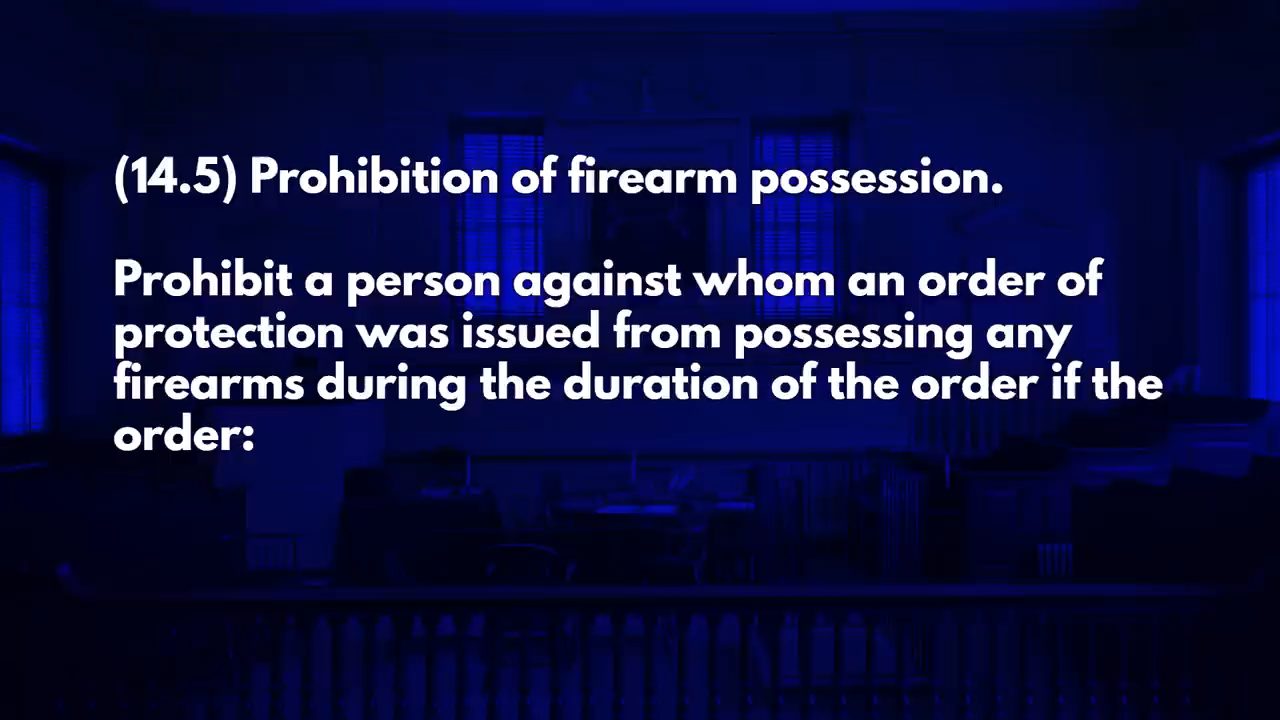 (14.5) Prohibition of firearm possession.
Prohibit a person against whom an order of
protection was issued from possessing any
firearms during the duration of the order if the
order: